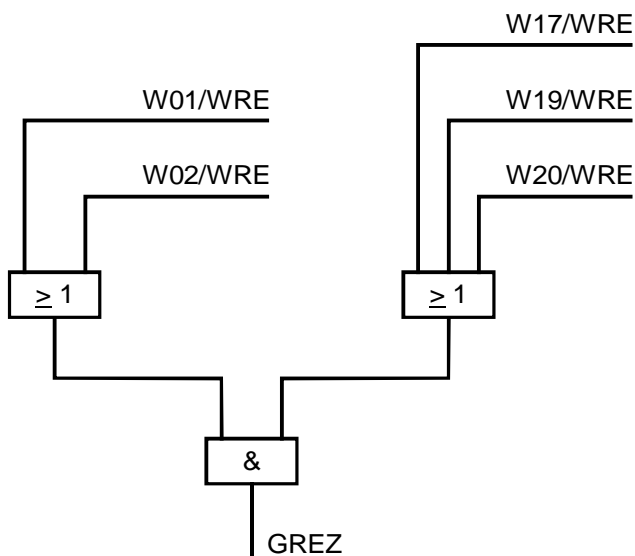 W17/WRE
W01/WRE
W19/WRE
W02/WRE
W20/WRE
≥ 1
≥ 1
&
GREZ